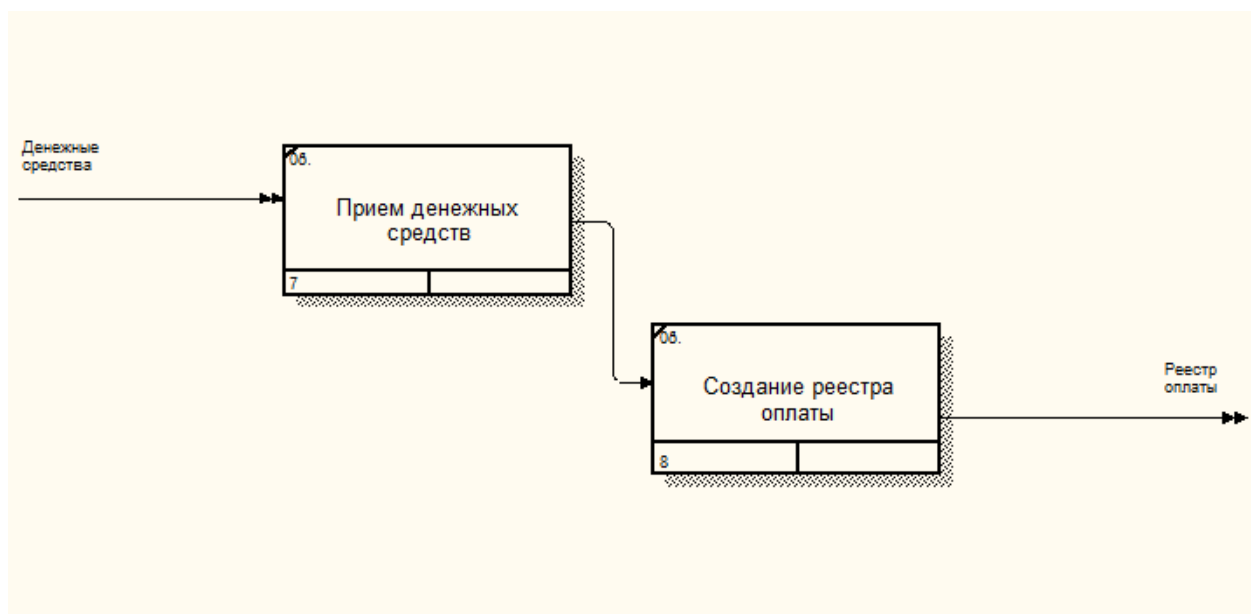 Денежные
средства
0б.
Прием денежных
средств
7
0б.
Создание реестра
оплаты
8
Реестр
оплаты